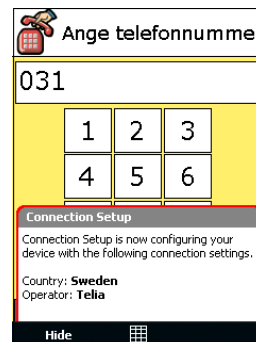 Ange telefonnumme
031
1 2 3
4 5 6
Connection Setup
Connection Setup is now configuring your
device with the following connection settings.
Country: Sweden
Operator: Telia
Hide